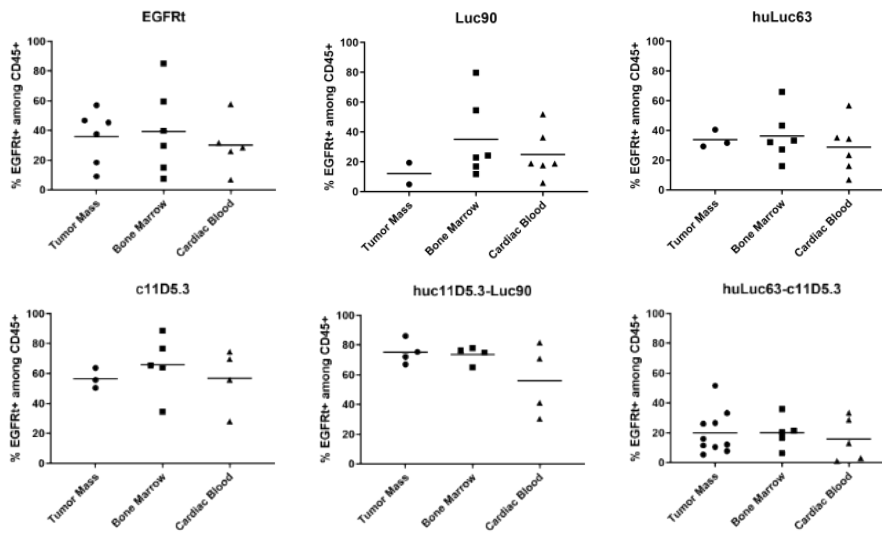 EGFRt
% EGFRt+ among CD45+
100
80
60
40
20
0
Tumor Mass
Bone Marrow
Cardiac Blood
Luc90
% EGFRt+ among CD45+
100
80
60
40
20
0
Tumor Mass
Bone Marrow
Cardiac Blood
huLuc63
% EGFRt+ among CD45+
100
80
60
40
20
0
Tumor Mass
Bone Marrow
Cardiac Blood
c11D5.3
% EGFRt+ among CD45+
100
80
60
40
20
0
Tumor Mass
Bone Marrow
Cardiac Blood
huc11D5.3-Luc90
% EGFRt+ among CD45+
100
80
60
40
20
0
Tumor Mass
Bone Marrow
Cardiac Blood
huLuc63-c11D5.3
% EGFRt+ among CD45+
100
80
60
40
20
0
Tumor Mass
Bone Marrow
Cardiac Blood